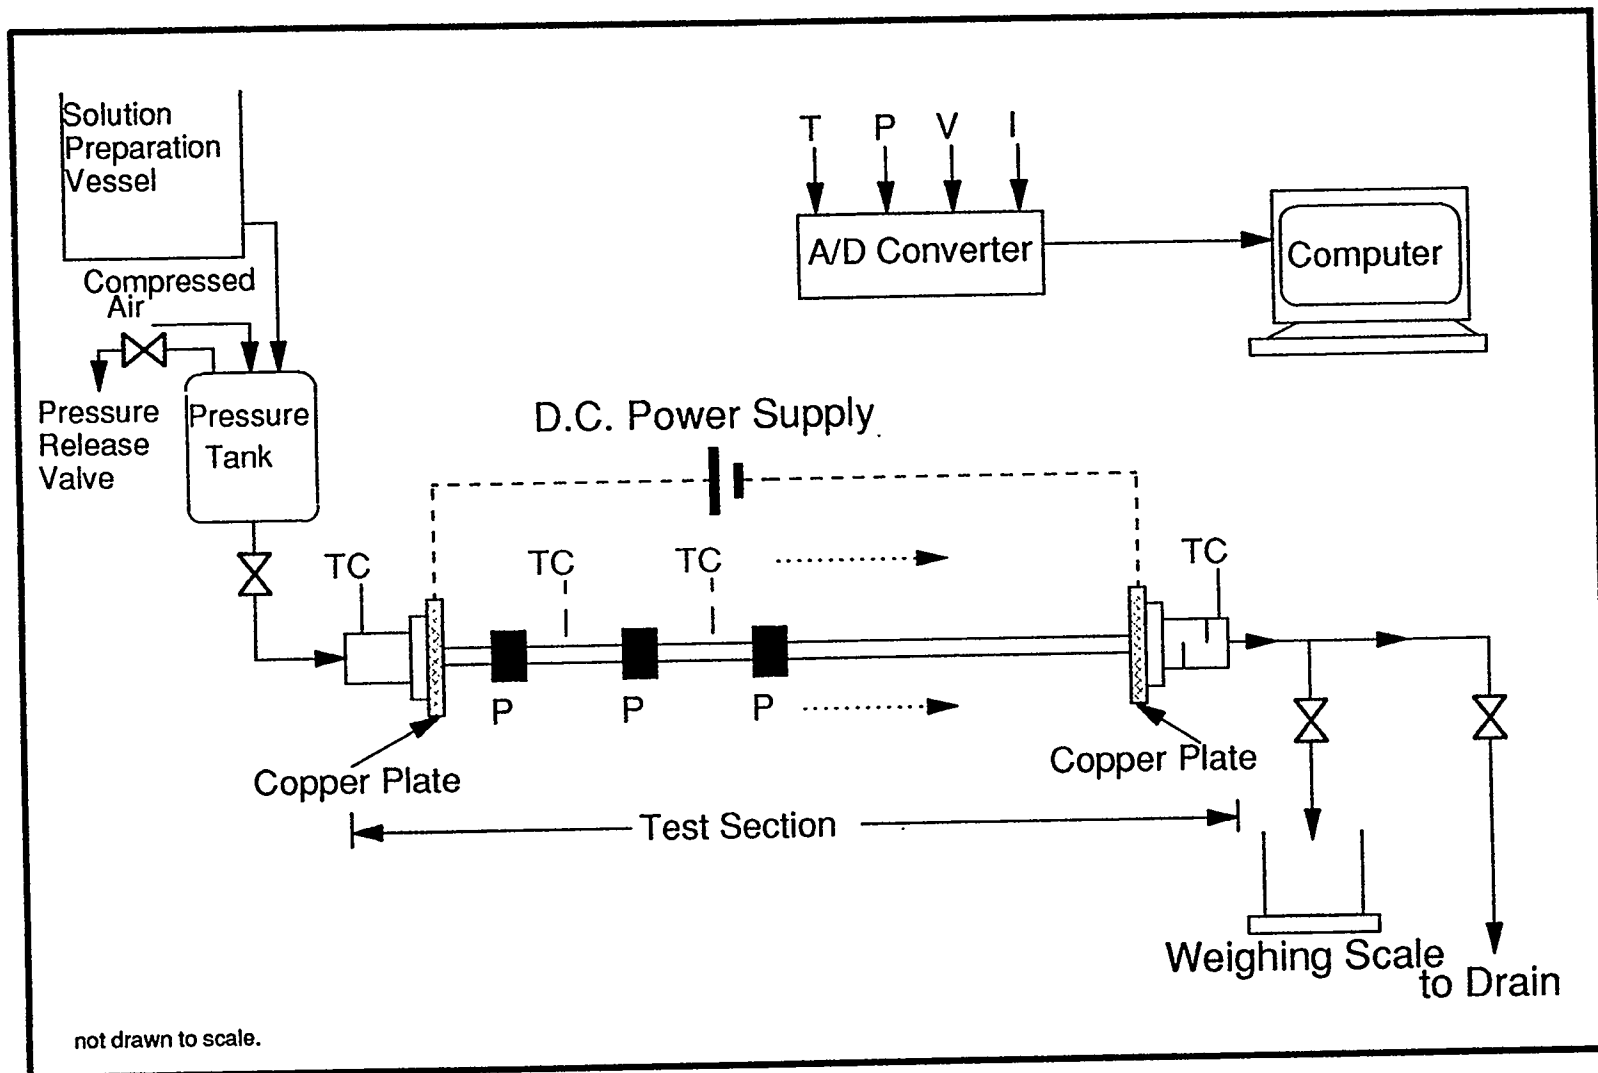 Solution
Preparation
Vessel
T P V I
A/D Converter
Computer
Compressed
Air
Pressure
Release
Valve
Pressure
Tank
D.C. Power Supply
TC
TC
TC
TC
P
P
P
Copper Plate
Copper Plate
Test Section
Weighing Scale
to Drain
not drawn to scale.